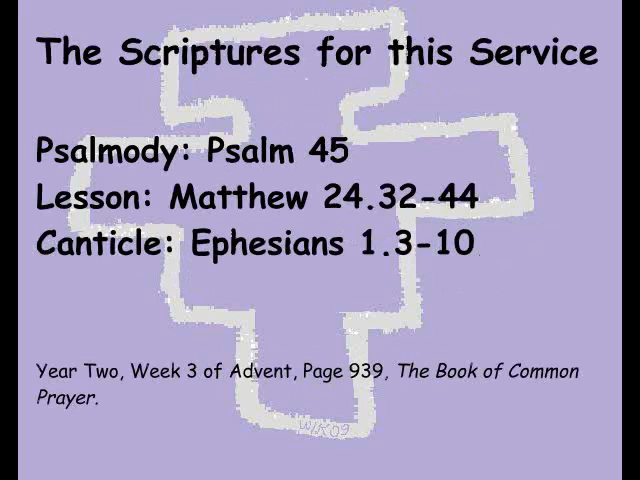 The Scriptures for this Service
Psalmody: Psalm 45
Lesson: Matthew 24.32-44
Canticle: Ephesians 1.3-10
Year Two, Week 3 of Advent, Page 939, The Book of Common
Prayer.
WLK09